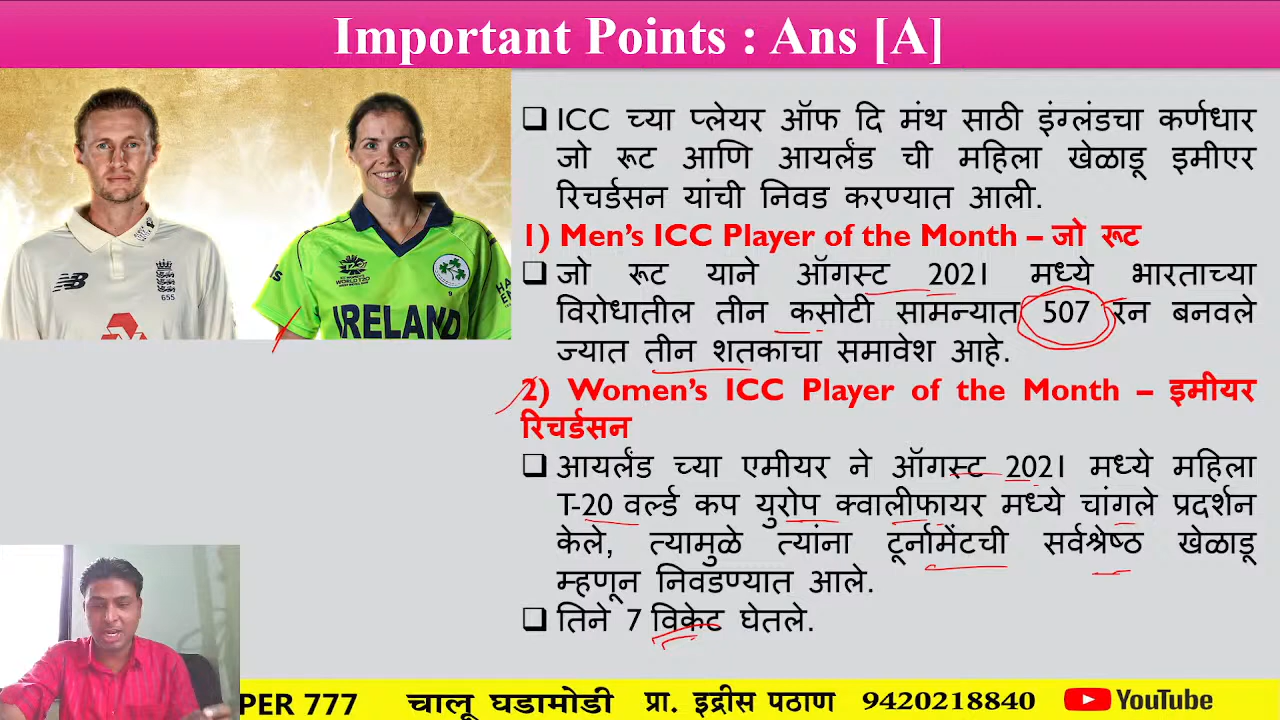 Important Points : Ans [A]
❑ ICC च्या प्लेयर ऑफ दि मंथ साठी इंग्लंडचा कर्णधार
जो रूट आणि आयर्लंड ची महिला खेळाडू इमीएर
रिचर्डसन यांची निवड करण्यात आली.
1) Men's ICC Player of the Month – जो रूट
❑ जो रूट याने ऑगस्ट 2021 मध्ये भारताच्या
विरोधातील तीन कसोटी सामन्यात 507 रन बनवले
ज्यात तीन शतकाचा समावेश आहे.
2) Women's ICC Player of the Month – इमीयर
रिचर्डसन
❑ आयर्लंड च्या एमीयर ने ऑगस्ट 2021 मध्ये महिला
T-20 वर्ल्ड कप युरोप क्वालीफायर मध्ये चांगले प्रदर्शन
केले, त्यामुळे त्यांना टूर्नामेंटची सर्वश्रेष्ठ खेळाडू
म्हणून निवडण्यात आले.
❑ तिने 7 विकेट घेतले.
655
IRELAND
PER 777 चालू घडामोडी प्रा. इद्रीस पठाण 9420218840 YouTube